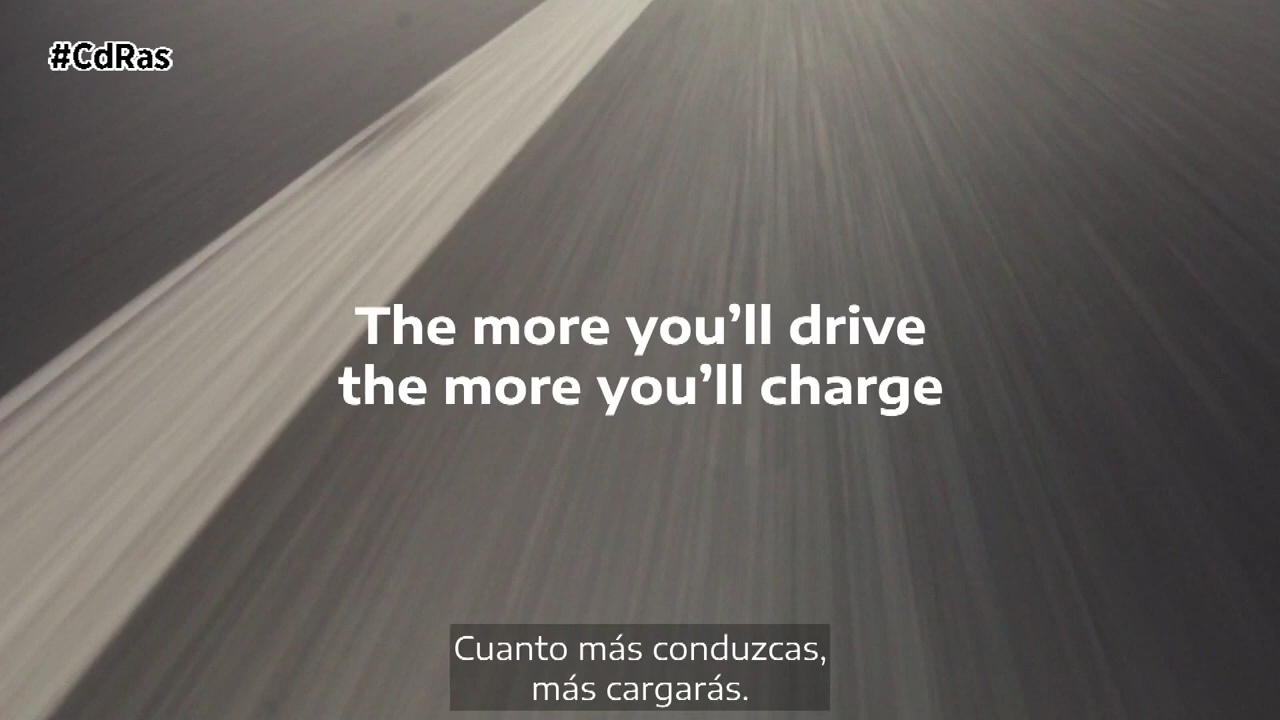 #CdRas
The more you’ll drive
the more you’ll charge
Cuanto más conduzcas,
más cargarás.